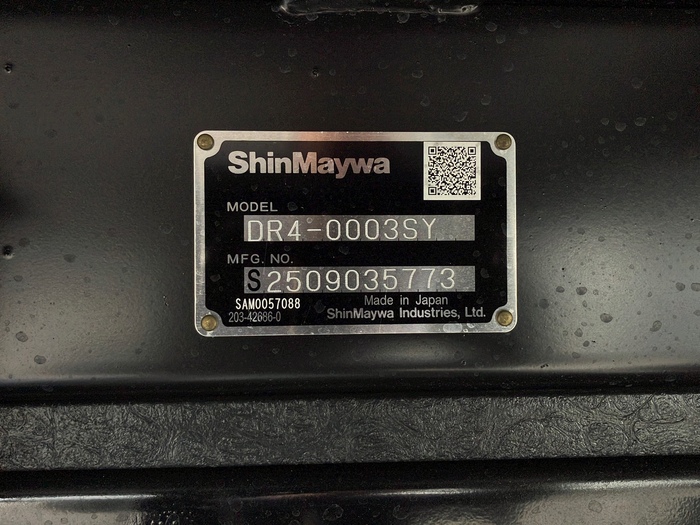 ShinMaywa
MODEL
DR4-0003SY
MFG. NO.
S2509035773
SAM0057088
Made in Japan
203-42686-0
ShinMaywa Industries, Ltd.